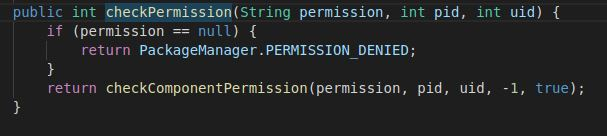 public int checkPermission(String permission, int pid, int uid) {
    if (permission == null) {
        return PackageManager.PERMISSION_DENIED;
    }
    return checkComponentPermission(permission, pid, uid, -1, true);
}